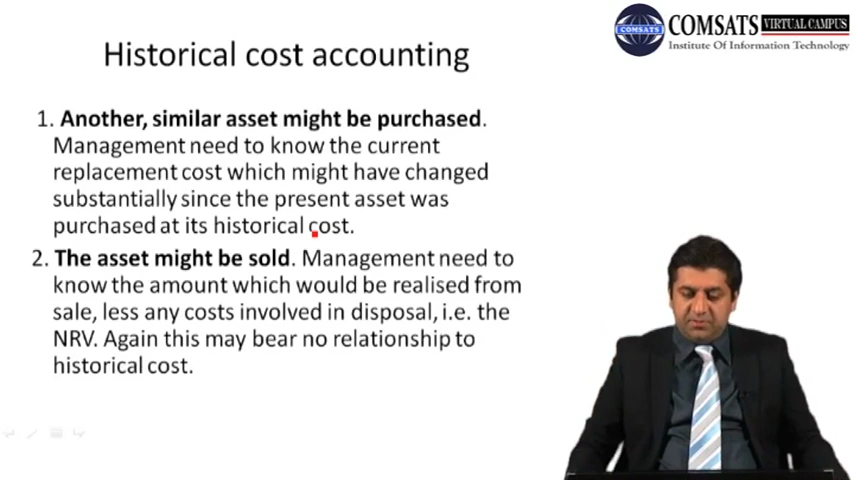 COMSATS VIRTUAL CAMPUS
COMSATS
Institute Of Information Technology
Historical cost accounting
1. Another, similar asset might be purchased.
Management need to know the current
replacement cost which might have changed
substantially since the present asset was
purchased at its historical cost.
2. The asset might be sold. Management need to
know the amount which would be realised from
sale, less any costs involved in disposal, i.e. the
NRV. Again this may bear no relationship to
historical cost.